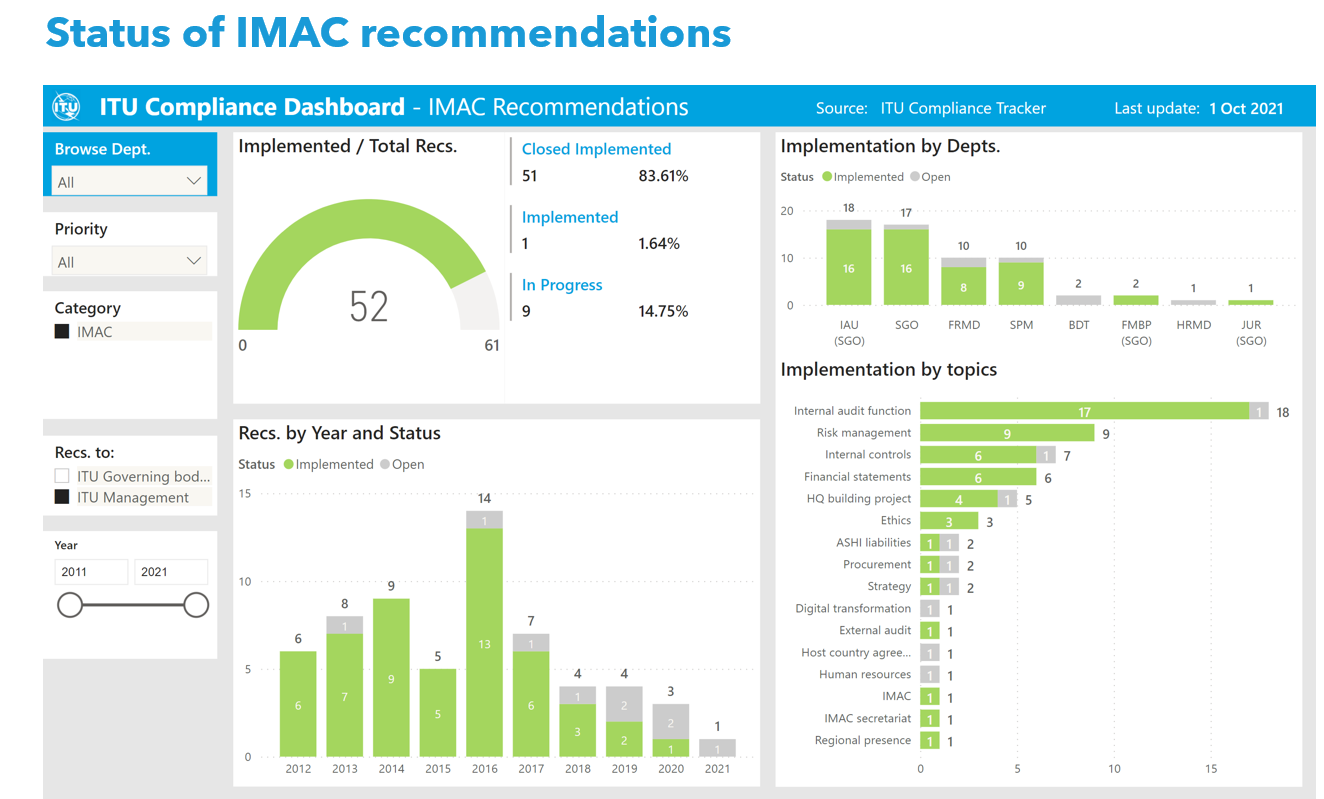 Status of IMAC recommendations
ITU
ITU Compliance Dashboard - IMAC Recommendations
Source: ITU Compliance Tracker
Last update: 1 Oct 2021
Browse Dept.
All
Priority
All
Category
IMAC
Recs. to:
ITU Governing bod...
ITU Management
Year
2011 2021
Implemented / Total Recs.
52
0 61
Closed Implemented
51 83.61%
Implemented
1 1.64%
In Progress
9 14.75%
Recs. by Year and Status
Status Implemented Open
15
10
5
0
6
6
8
1
7
9
9
5
5
14
1
13
7
1
6
4
1
3
4
2
2
3
2
1
1
1
2012 2013 2014 2015 2016 2017 2018 2019 2020 2021
Implementation by Depts.
Status Implemented Open
20
10
0
18
16
17
16
10
8
10
9
2
2
1
1
IAU SGO FRMD SPM BDT FMBP HRMD JUR
(SGO) (SGO) (SGO)
Implementation by topics
Internal audit function 17 1 18
Risk management 9 9
Internal controls 6 1 7
Financial statements 6 6
HQ building project 4 1 5
Ethics 3 3
ASHI liabilities 1 1 2
Procurement 1 1 2
Strategy 1 1 2
Digital transformation 1 1
External audit 1 1
Host country agree... 1 1
Human resources 1 1
IMAC 1 1
IMAC secretariat 1 1
Regional presence 1 1
0 5 10 15